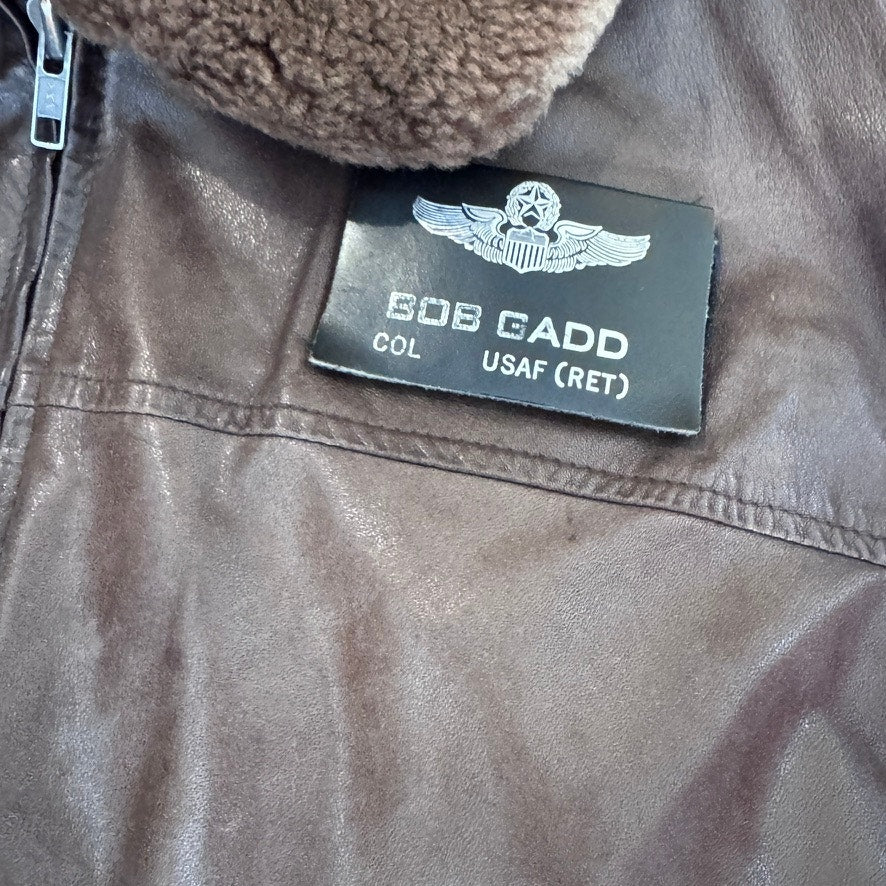 BOB GADD
COL USAF (RET)